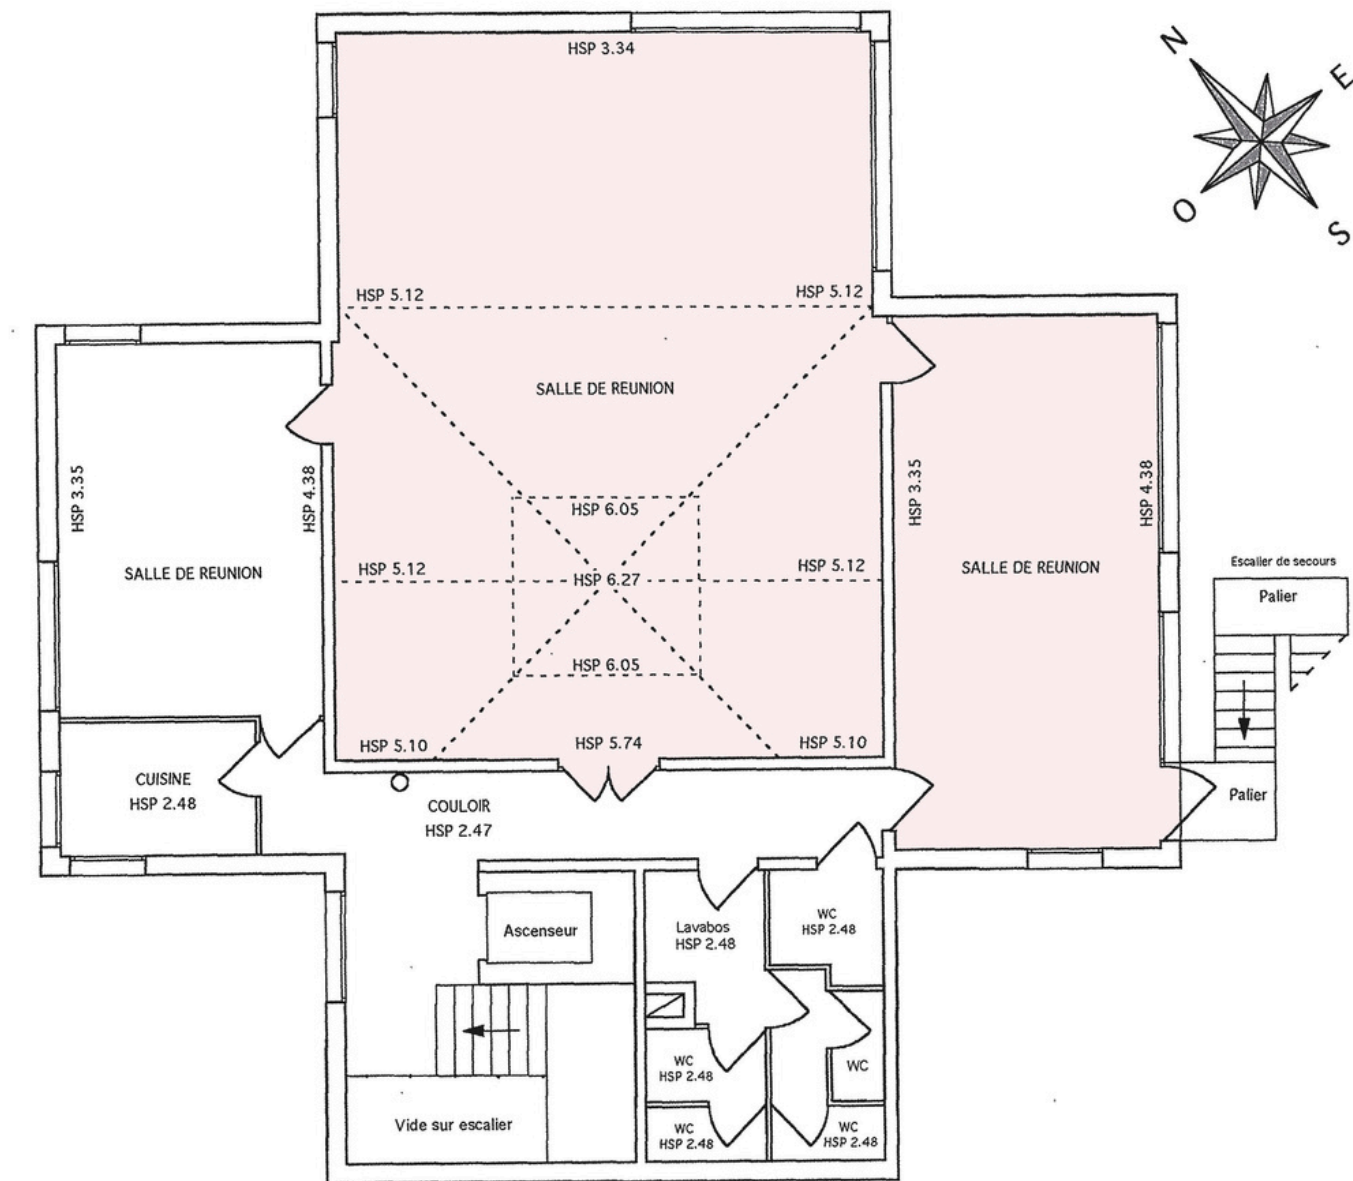 HSP 3.34
N
E
O
S
HSP 5.12
HSP 5.12
SALLE DE REUNION
HSP 3.35
HSP 4.38
HSP 3.35
HSP 4.38
HSP 6.05
SALLE DE REUNION
HSP 5.12
HSP 6.27
HSP 5.12
SALLE DE REUNION
Escalier de secours
Palier
HSP 6.05
HSP 5.10
HSP 5.74
HSP 5.10
CUISINE
HSP 2.48
COULOIR
HSP 2.47
Palier
Ascenseur
Lavabos
HSP 2.48
WC
HSP 2.48
WC
HSP 2.48
WC
Vide sur escalier
WC
HSP 2.48
WC
HSP 2.48